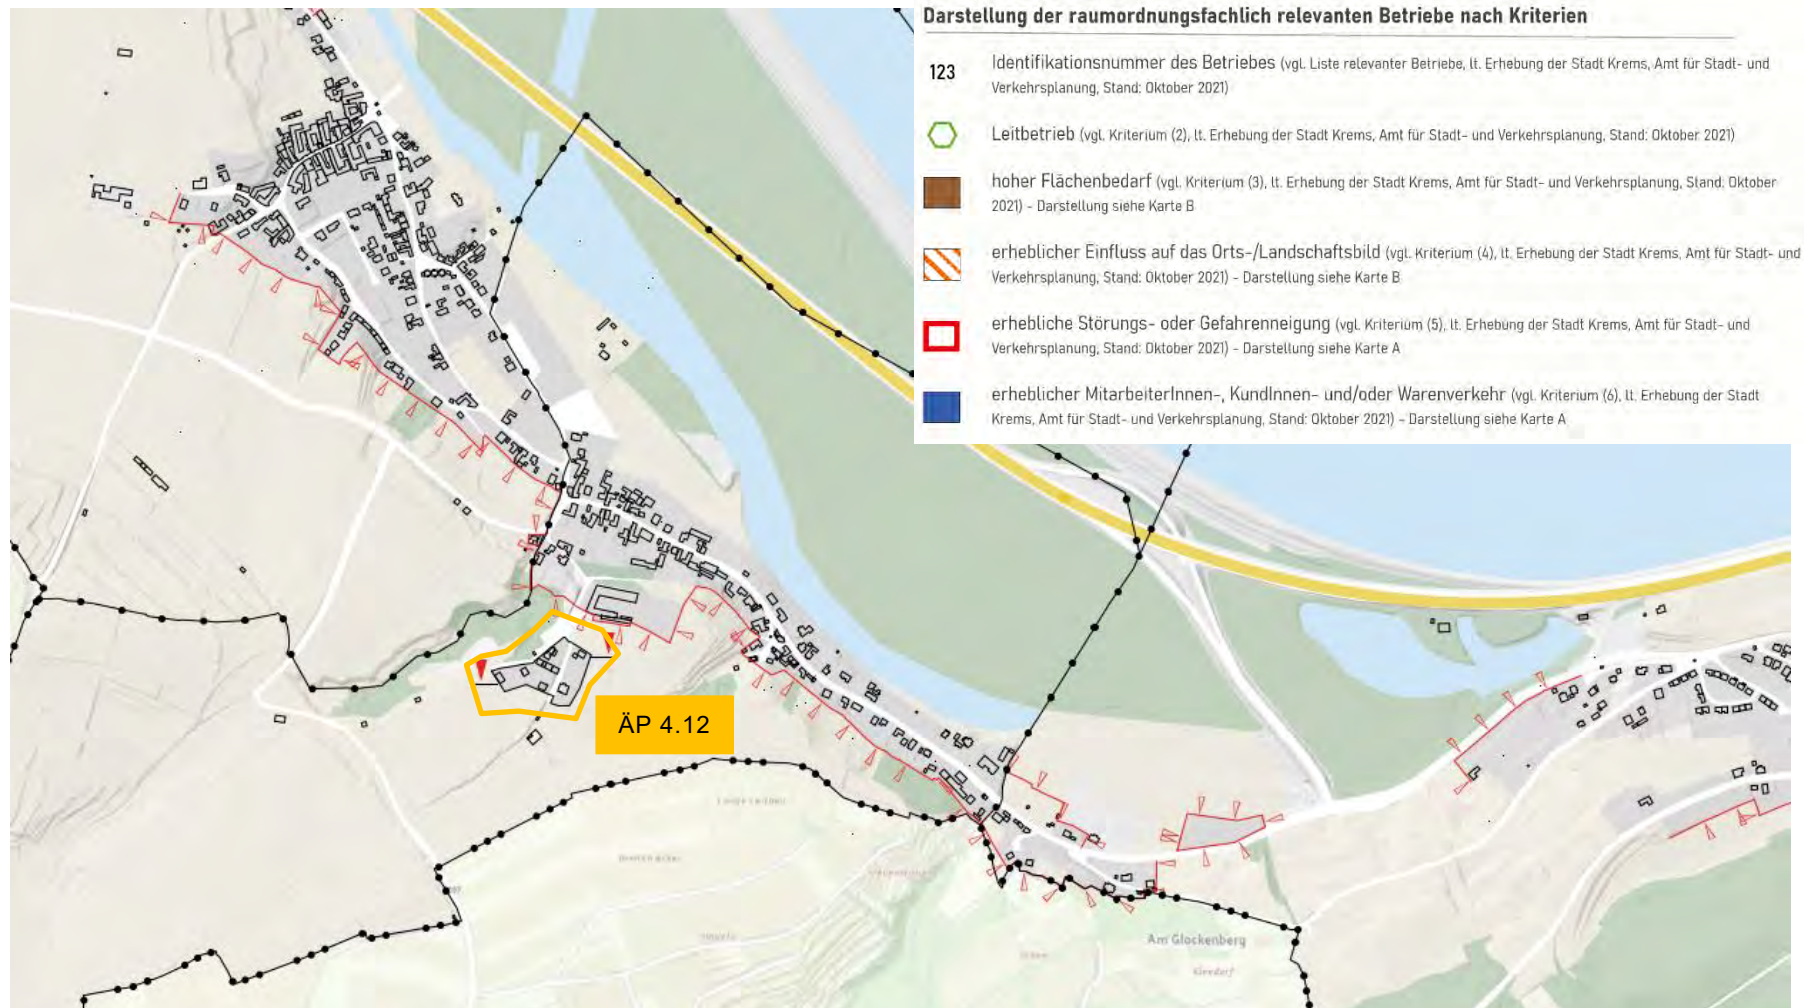 Darstellung der raumordnungsfachlich relevanten Betriebe nach Kriterien
123
Identifikationsnummer des Betriebes (vgl. Liste relevanter Betriebe, lt. Erhebung der Stadt Krems, Amt für Stadt- und
Verkehrsplanung, Stand: Oktober 2021)
Leitbetrieb (vgl. Kriterium (2), lt. Erhebung der Stadt Krems, Amt für Stadt- und Verkehrsplanung, Stand: Oktober 2021)
hoher Flächenbedarf (vgl. Kriterium (3), lt. Erhebung der Stadt Krems, Amt für Stadt- und Verkehrsplanung, Stand: Oktober
2021) - Darstellung siehe Karte B
erheblicher Einfluss auf das Orts-/Landschaftsbild (vgl. Kriterium (4), lt. Erhebung der Stadt Krems, Amt für Stadt- und
Verkehrsplanung, Stand: Oktober 2021) - Darstellung siehe Karte B
erhebliche Störungs- oder Gefahrenneigung (vgl. Kriterium (5), lt. Erhebung der Stadt Krems, Amt für Stadt- und
Verkehrsplanung, Stand: Oktober 2021) - Darstellung siehe Karte A
erheblicher MitarbeiterInnen-, KundInnen- und/oder Warenverkehr (vgl. Kriterium (6), lt. Erhebung der Stadt
Krems, Amt für Stadt- und Verkehrsplanung, Stand: Oktober 2021) - Darstellung siehe Karte A
ÄP 4.12
Am Glockenberg